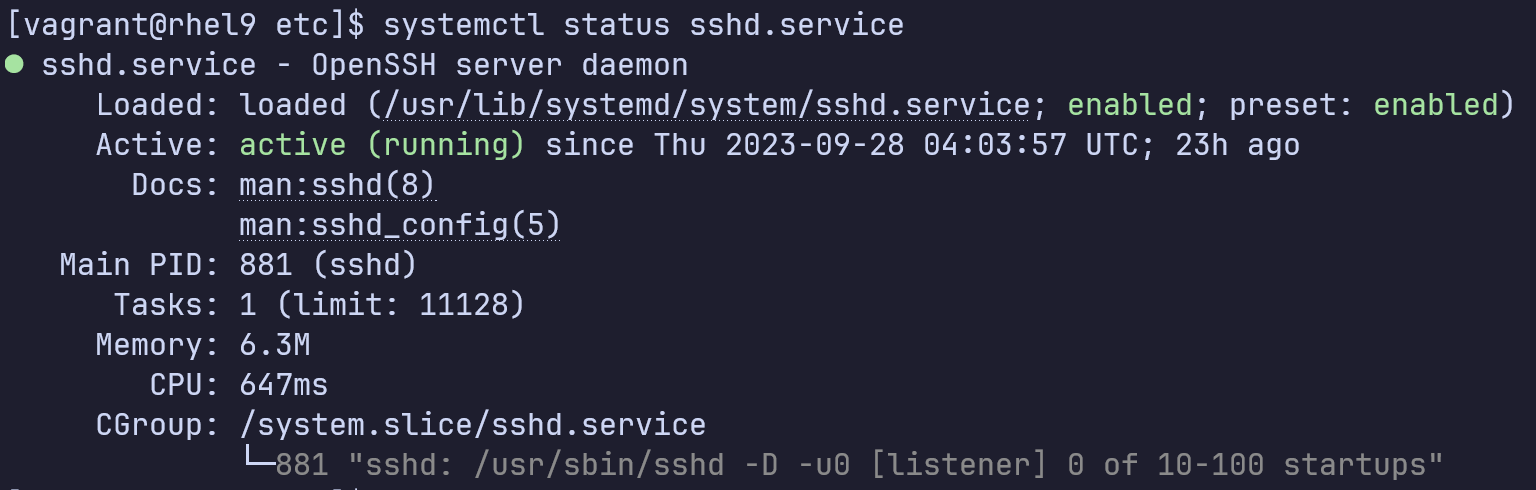 [vagrant@rhel9 etc]$ systemctl status sshd.service
● sshd.service - OpenSSH server daemon
Loaded: loaded (/usr/lib/systemd/system/sshd.service; enabled; preset: enabled)
Active: active (running) since Thu 2023-09-28 04:03:57 UTC; 23h ago
Docs: man:sshd(8)
man:sshd_config(5)
Main PID: 881 (sshd)
Tasks: 1 (limit: 11128)
Memory: 6.3M
CPU: 647ms
CGroup: /system.slice/sshd.service
└─881 "sshd: /usr/sbin/sshd -D -u0 [listener] 0 of 10-100 startups"